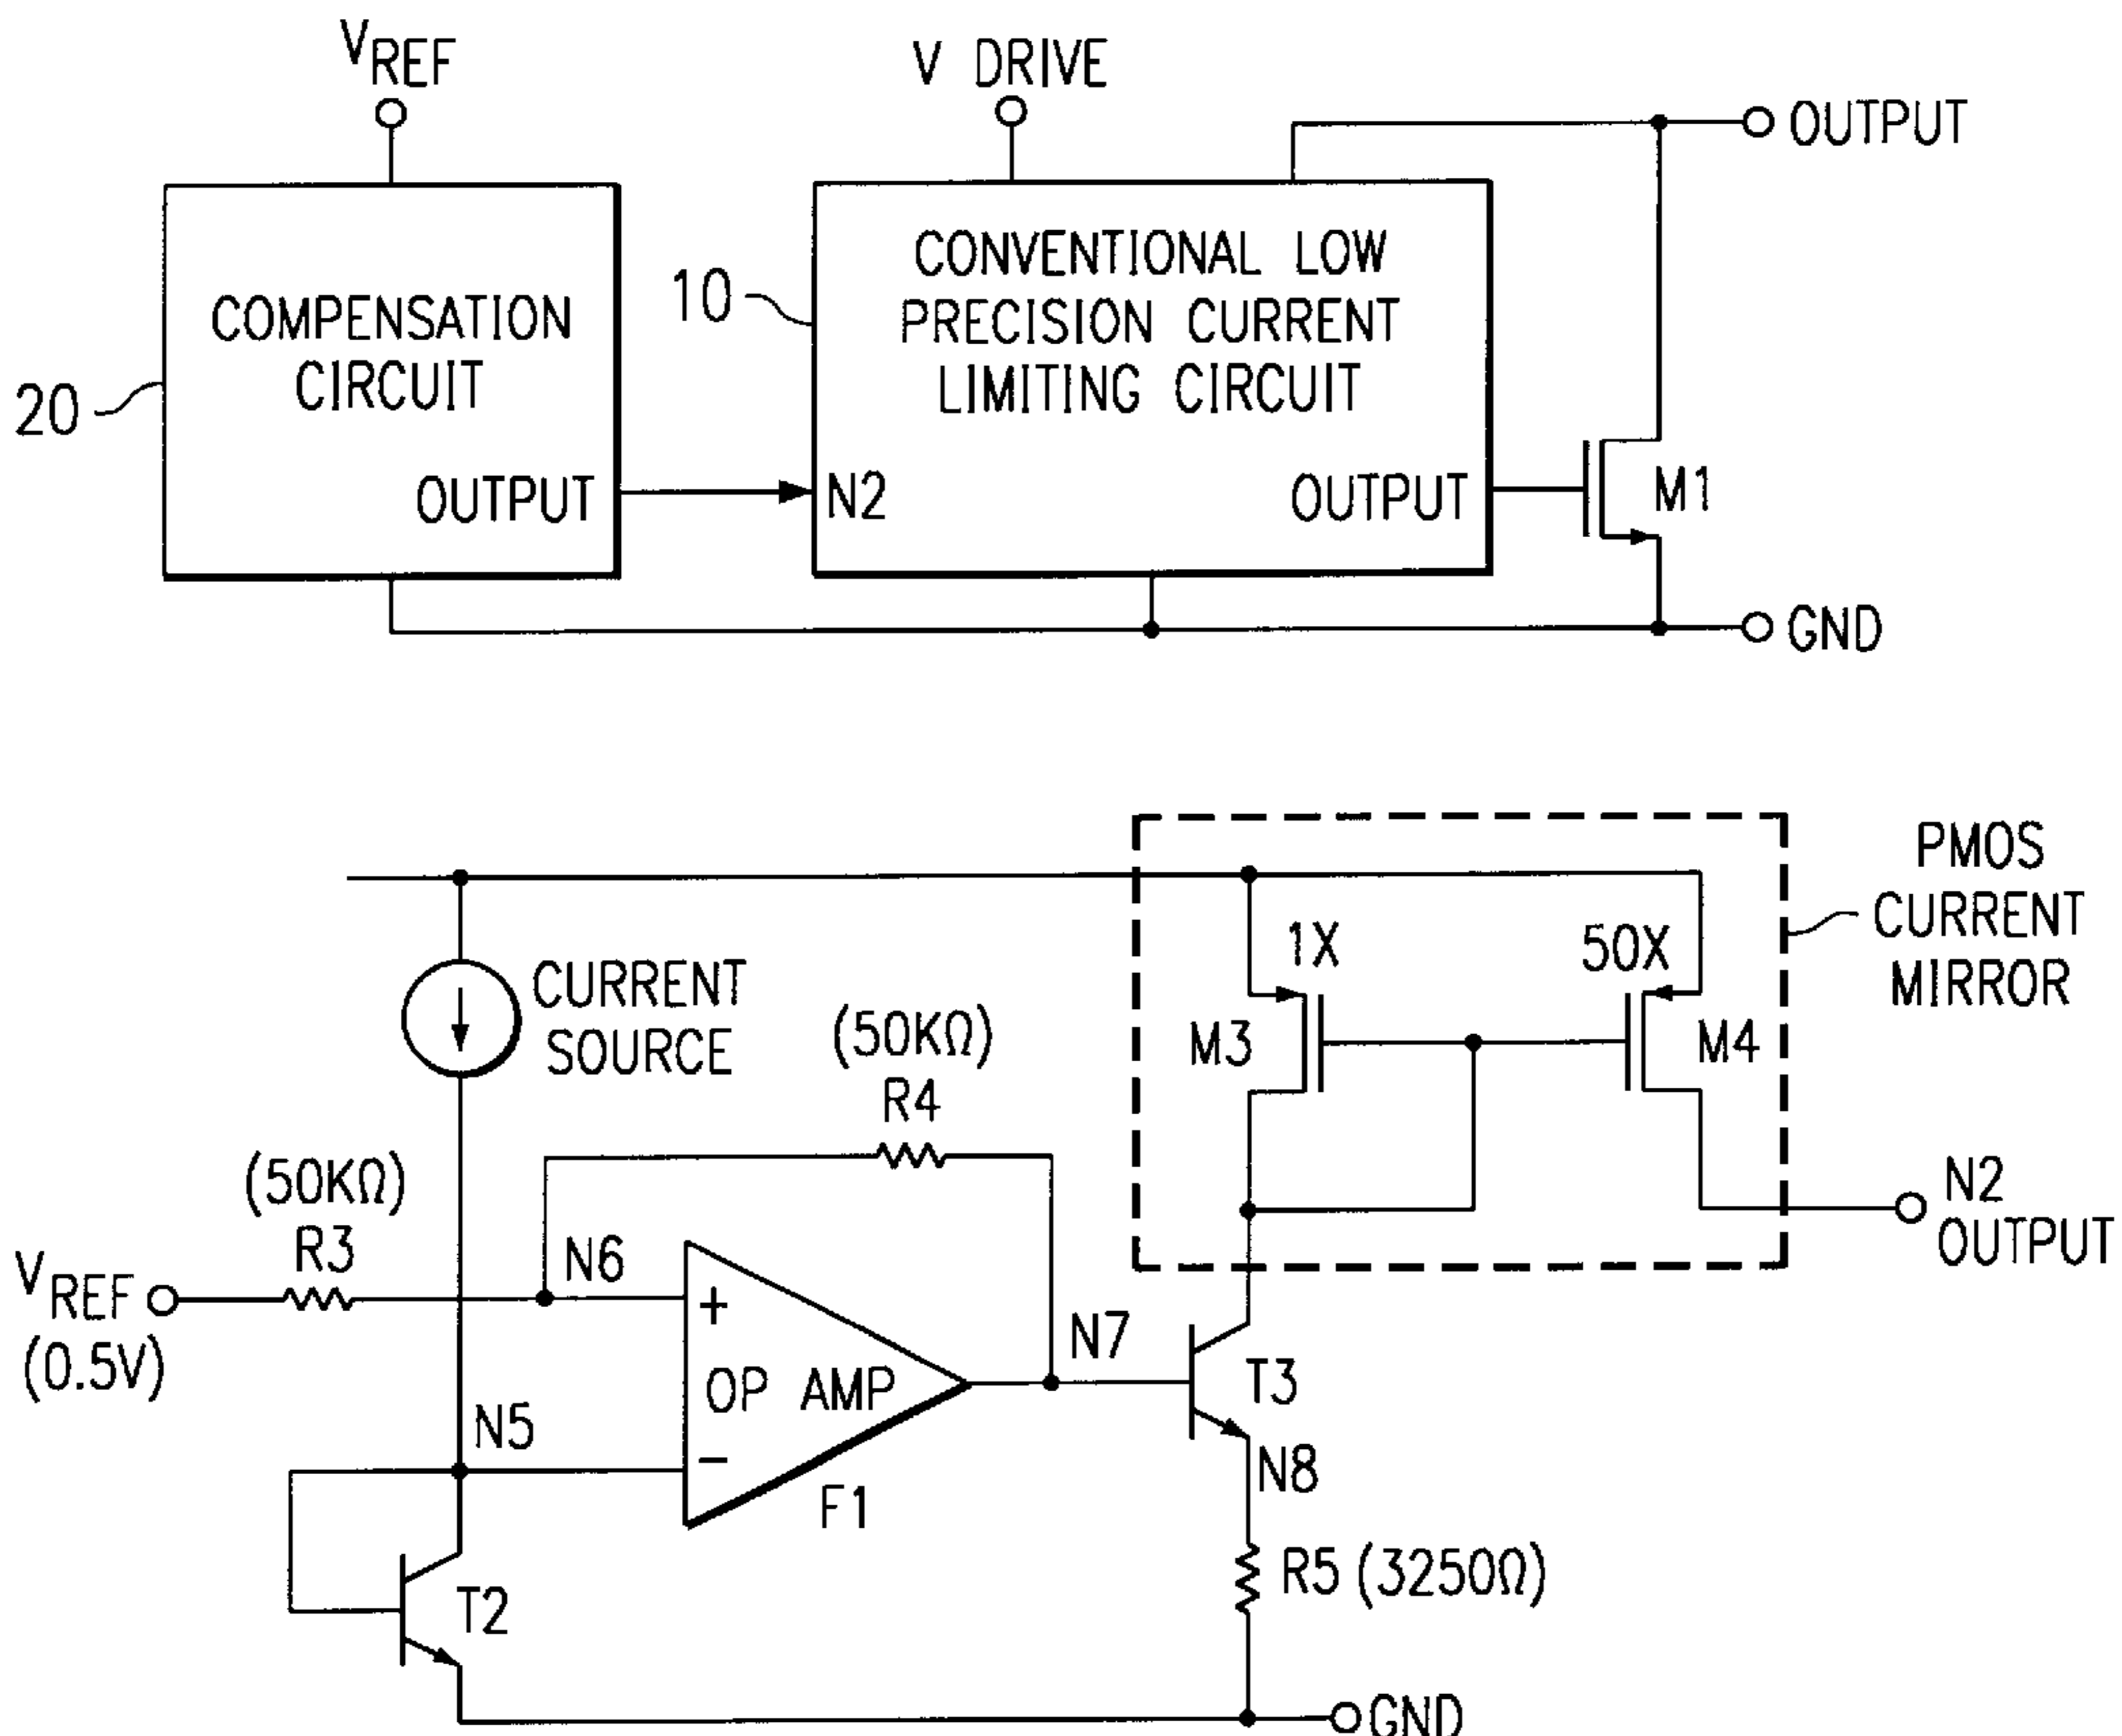 VREF
V DRIVE
OUTPUT
COMPENSATION
CIRCUIT
20
OUTPUT
10
CONVENTIONAL LOW
PRECISION CURRENT
LIMITING CIRCUIT
N2
OUTPUT
M1
GND
PMOS
CURRENT
MIRROR
1X
50X
CURRENT
SOURCE
(50KΩ)
R4
M3
M4
(50KΩ)
R3
N6
N2
OUTPUT
VREF
(0.5V)
+
OP AMP
N7
T3
N5
−
F1
N8
T2
R5 (3250Ω)
GND